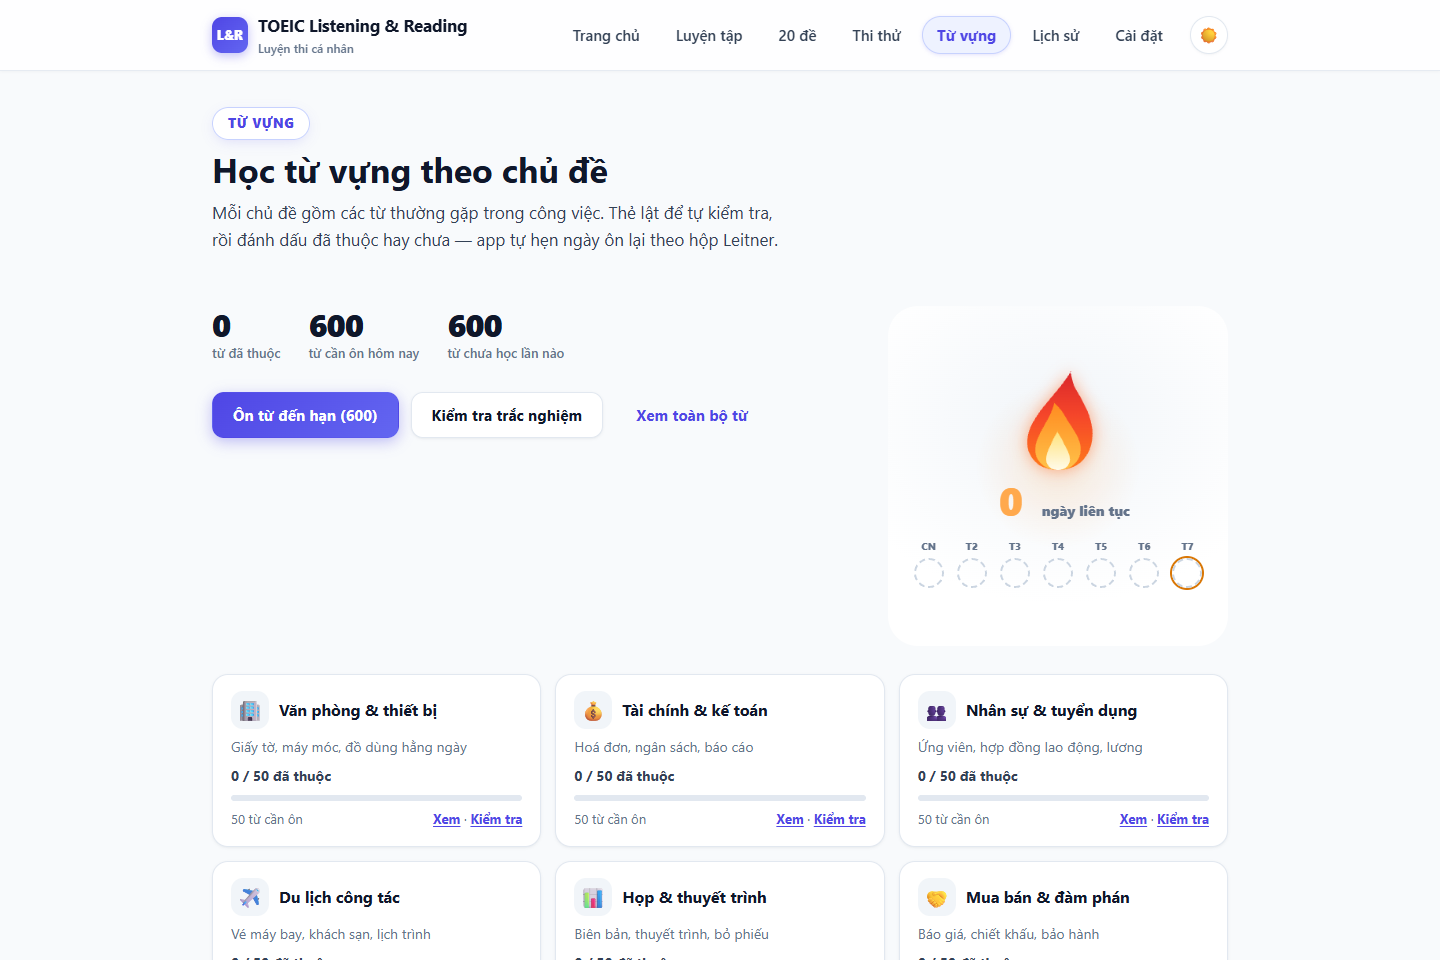 L&R
TOEIC Listening & Reading
Luyện thi cá nhân
Trang chủ
Luyện tập
20 đề
Thi thử
Từ vựng
Lịch sử
Cài đặt
TỪ VỰNG
Học từ vựng theo chủ đề
Mỗi chủ đề gồm các từ thường gặp trong công việc. Thẻ lật để tự kiểm tra,
rồi đánh dấu đã thuộc hay chưa — app tự hẹn ngày ôn lại theo hộp Leitner.
0
từ đã thuộc
600
từ cần ôn hôm nay
600
từ chưa học lần nào
Ôn từ đến hạn (600)
Kiểm tra trắc nghiệm
Xem toàn bộ từ
0 ngày liên tục
CN T2 T3 T4 T5 T6 T7
Văn phòng & thiết bị
Giấy tờ, máy móc, đồ dùng hằng ngày
0 / 50 đã thuộc
50 từ cần ôn
Xem · Kiểm tra
Tài chính & kế toán
Hoá đơn, ngân sách, báo cáo
0 / 50 đã thuộc
50 từ cần ôn
Xem · Kiểm tra
Nhân sự & tuyển dụng
Ứng viên, hợp đồng lao động, lương
0 / 50 đã thuộc
50 từ cần ôn
Xem · Kiểm tra
Du lịch công tác
Vé máy bay, khách sạn, lịch trình
Họp & thuyết trình
Biên bản, thuyết trình, bỏ phiếu
Mua bán & đàm phán
Báo giá, chiết khấu, bảo hành